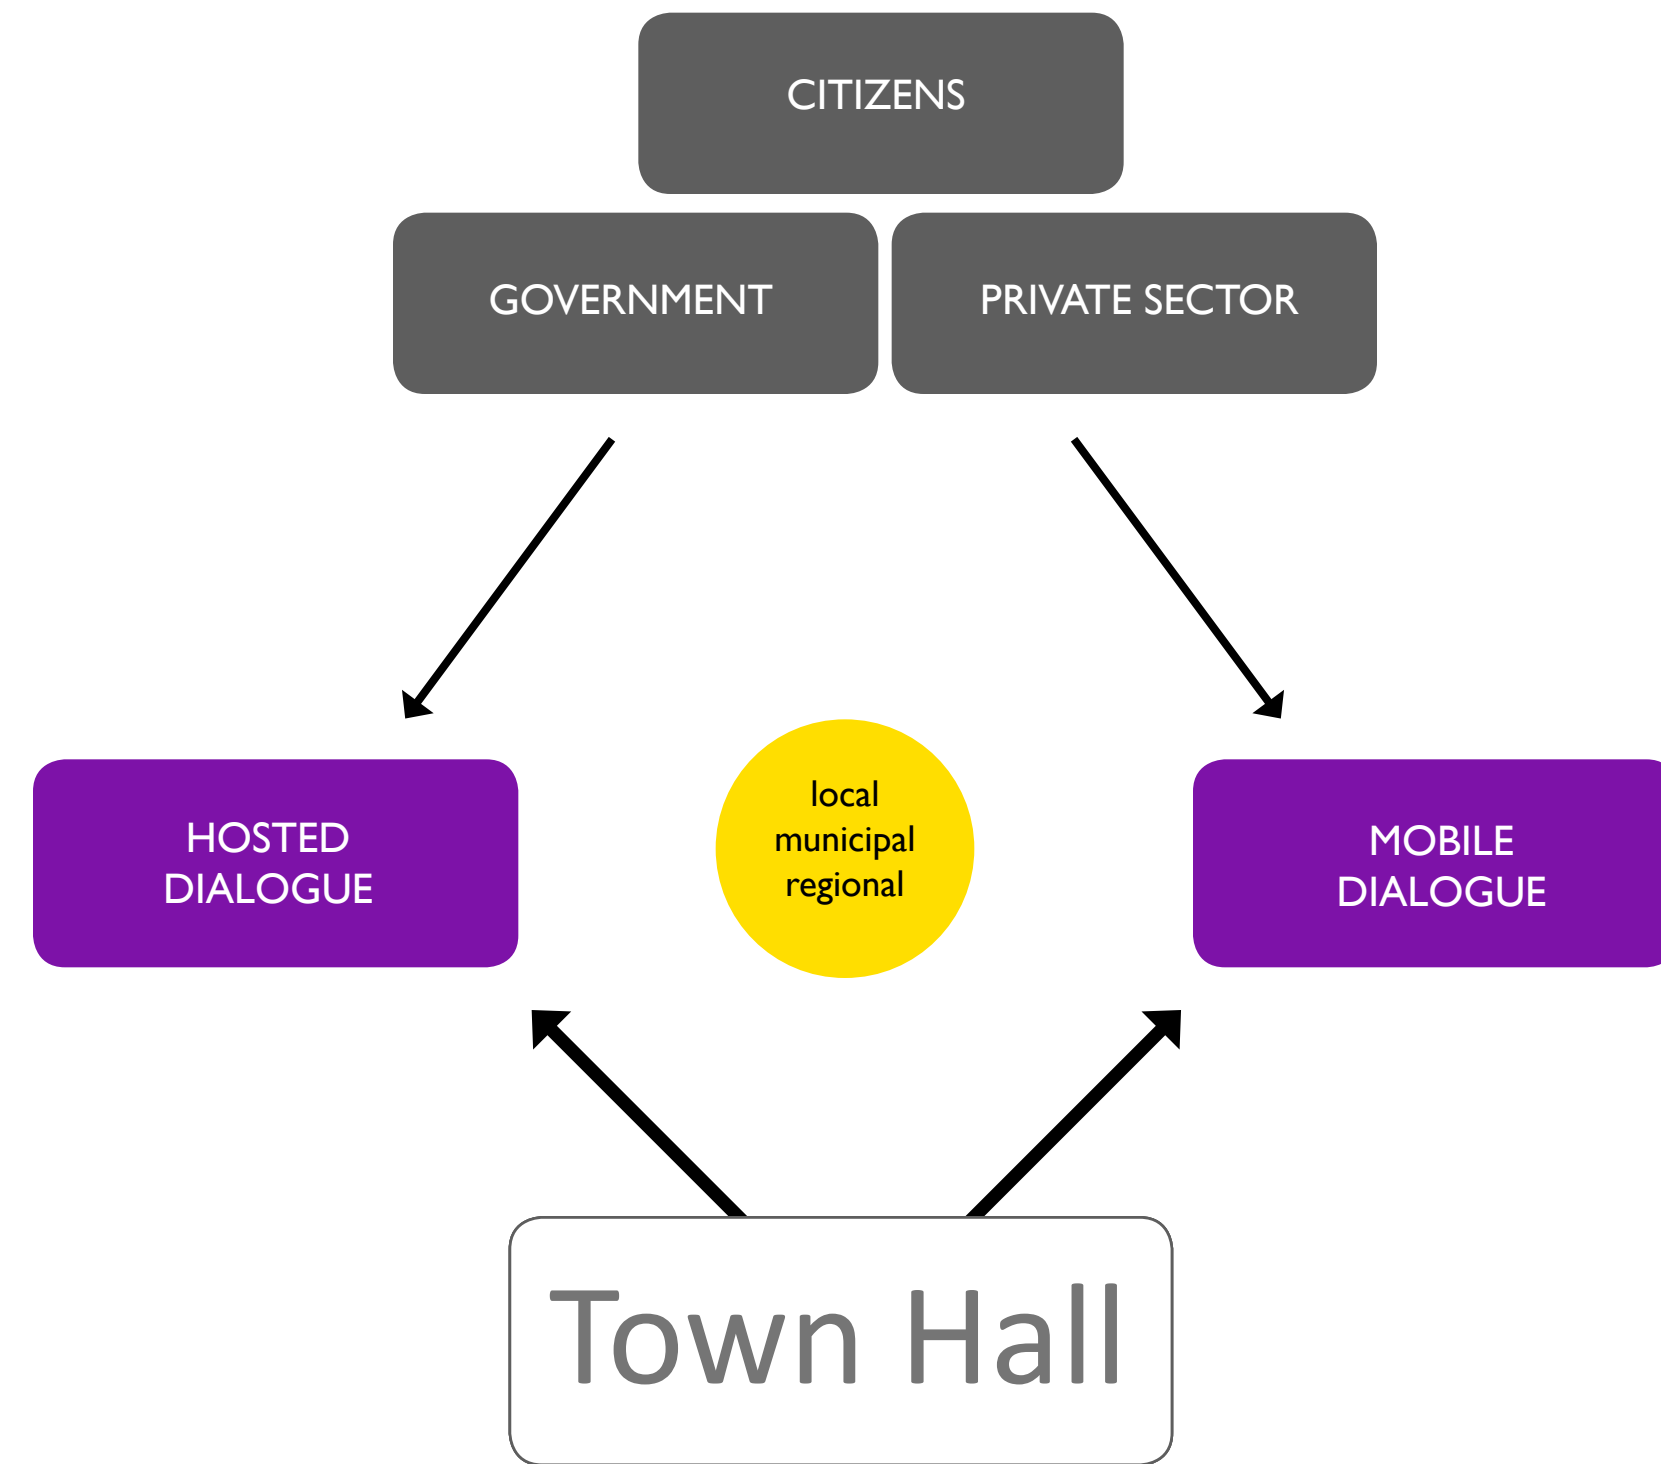 CITIZENS
GOVERNMENT
PRIVATE SECTOR
local
municipal
regional
HOSTED
DIALOGUE
MOBILE
DIALOGUE
Town Hall